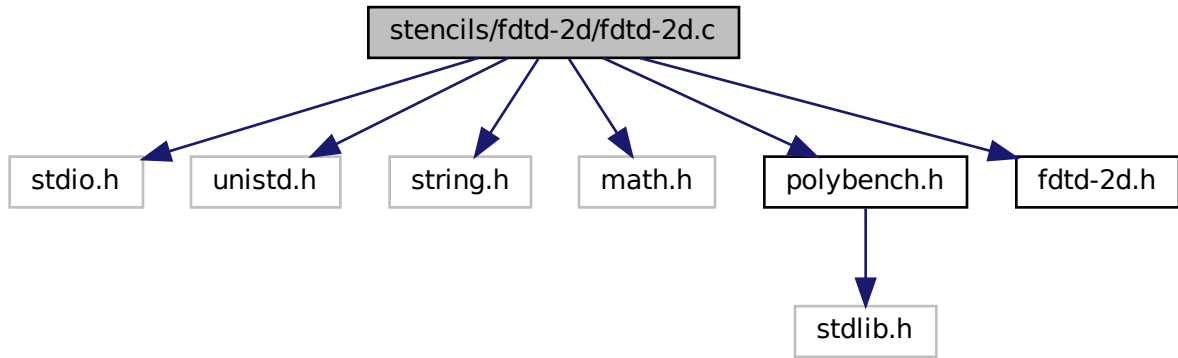 stencils/fdtd-2d/fdtd-2d.c
stdio.h
unistd.h
string.h
math.h
polybench.h
fdtd-2d.h
stdlib.h